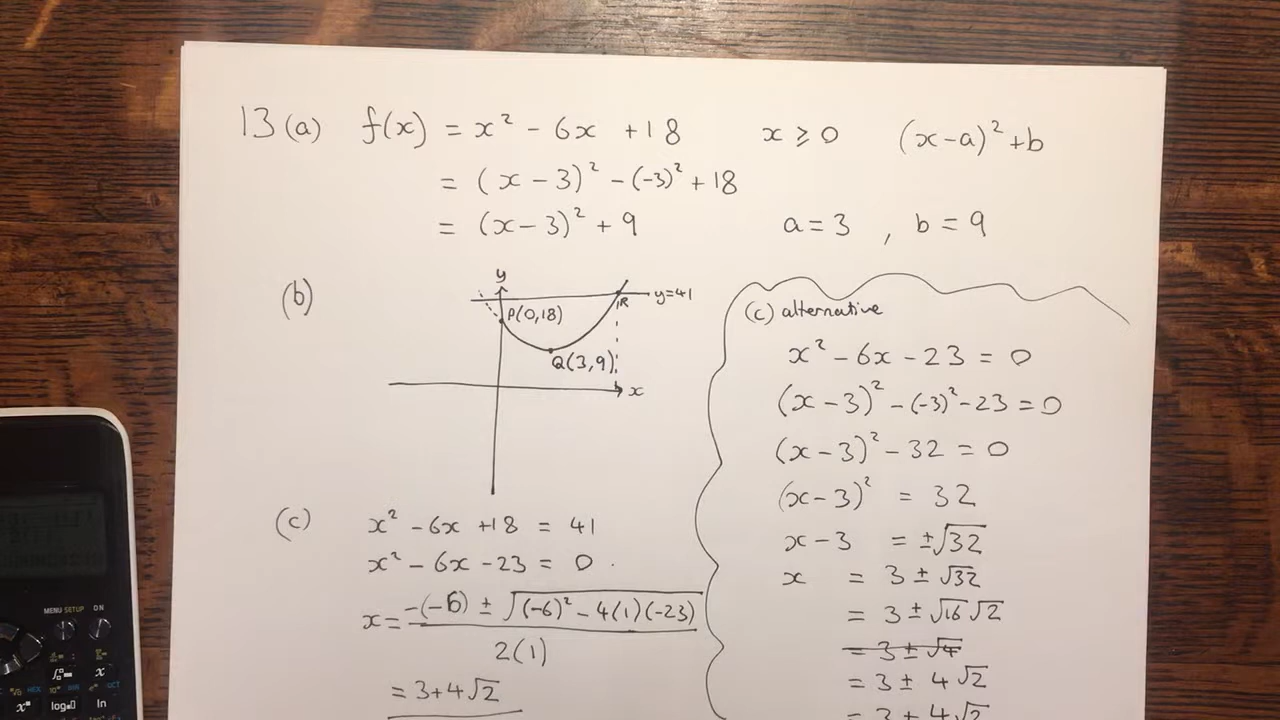 13 (a) f(x) = x² - 6x + 18 x ≥ 0 (x-a)² + b
= (x - 3)² - (-3)² + 18
= (x - 3)² + 9 a = 3 , b = 9
(b)
y
y=41
R
P(0,18)
Q(3,9)
x
(c) x² - 6x + 18 = 41
x² - 6x - 23 = 0 .
x = -(-6) ± √(-6)² - 4(1)(-23)
2(1)
= 3 + 4√2
(c) alternative
x² - 6x - 23 = 0
(x - 3)² - (-3)² - 23 = 0
(x - 3)² - 32 = 0
(x - 3)² = 32
x - 3 = ±√32
x = 3 ± √32
= 3 ± √16 √2
= 3 ± √4
= 3 ± 4√2
= 3 + 4√2
MENU SETUP ON
x
log ln